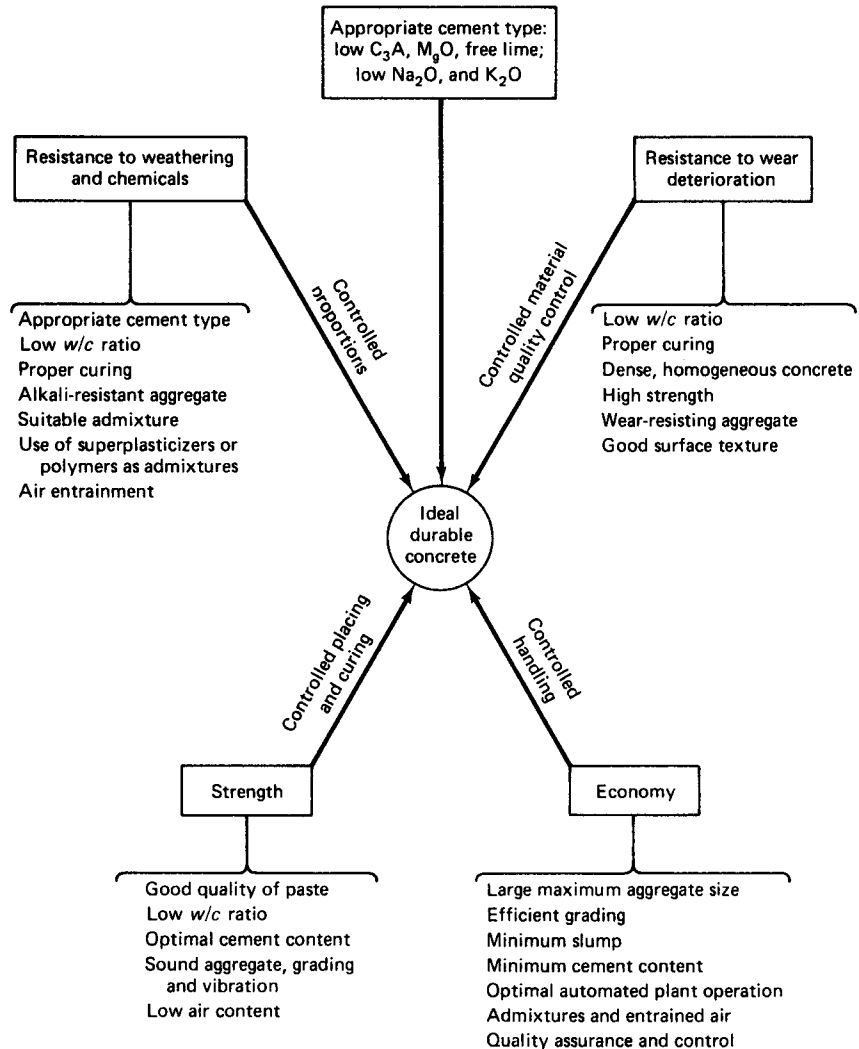 Appropriate cement type:
low C₃A, MgO, free lime;
low Na₂O, and K₂O
Resistance to weathering
and chemicals
Resistance to wear
deterioration
Controlled
proportions
Controlled material
quality control
Appropriate cement type
Low w/c ratio
Proper curing
Alkali-resistant aggregate
Suitable admixture
Use of superplasticizers or
polymers as admixtures
Air entrainment
Low w/c ratio
Proper curing
Dense, homogeneous concrete
High strength
Wear-resisting aggregate
Good surface texture
Ideal
durable
concrete
Controlled placing
and curing
Controlled
handling
Strength
Economy
Good quality of paste
Low w/c ratio
Optimal cement content
Sound aggregate, grading
and vibration
Low air content
Large maximum aggregate size
Efficient grading
Minimum slump
Minimum cement content
Optimal automated plant operation
Admixtures and entrained air
Quality assurance and control